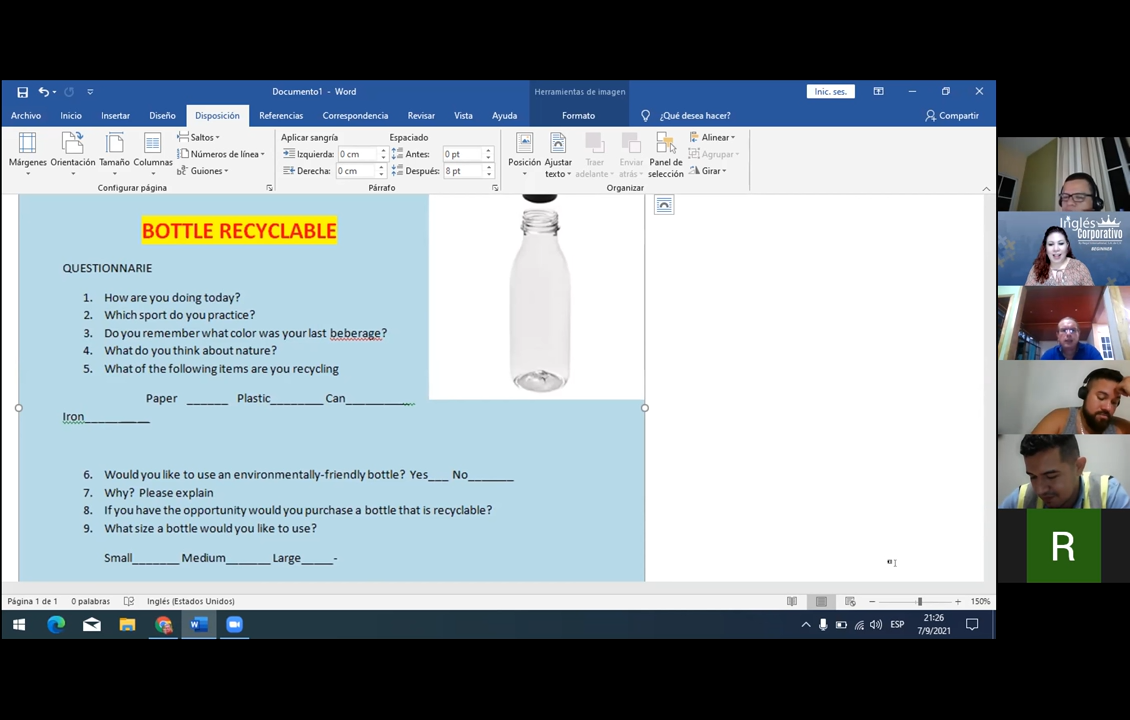 Documento1 - Word
Herramientas de imagen
Inic. ses.
Archivo Inicio Insertar Diseño Disposición Referencias Correspondencia Revisar Vista Ayuda Formato ¿Qué desea hacer? Compartir
Márgenes Orientación Tamaño Columnas
Saltos
Números de línea
Guiones
Configurar página
Aplicar sangría Espaciado
Izquierda: 0 cm Antes: 0 pt
Derecha: 0 cm Después: 8 pt
Párrafo
Posición Ajustar texto Traer adelante Enviar atrás Panel de selección
Alinear
Agrupar
Girar
Organizar
BOTTLE RECYCLABLE
QUESTIONNARIE
1. How are you doing today?
2. Which sport do you practice?
3. Do you remember what color was your last beberage?
4. What do you think about nature?
5. What of the following items are you recycling
Paper ______ Plastic________ Can__________
Iron__________
6. Would you like to use an environmentally-friendly bottle? Yes___ No_______
7. Why? Please explain
8. If you have the opportunity would you purchase a bottle that is recyclable?
9. What size a bottle would you like to use?
Small_______ Medium_______ Large_____-
Página 1 de 1 0 palabras Inglés (Estados Unidos) 150%
ESP
21:26
7/9/2021
Inglés
Corporativo
BEGINNER
R